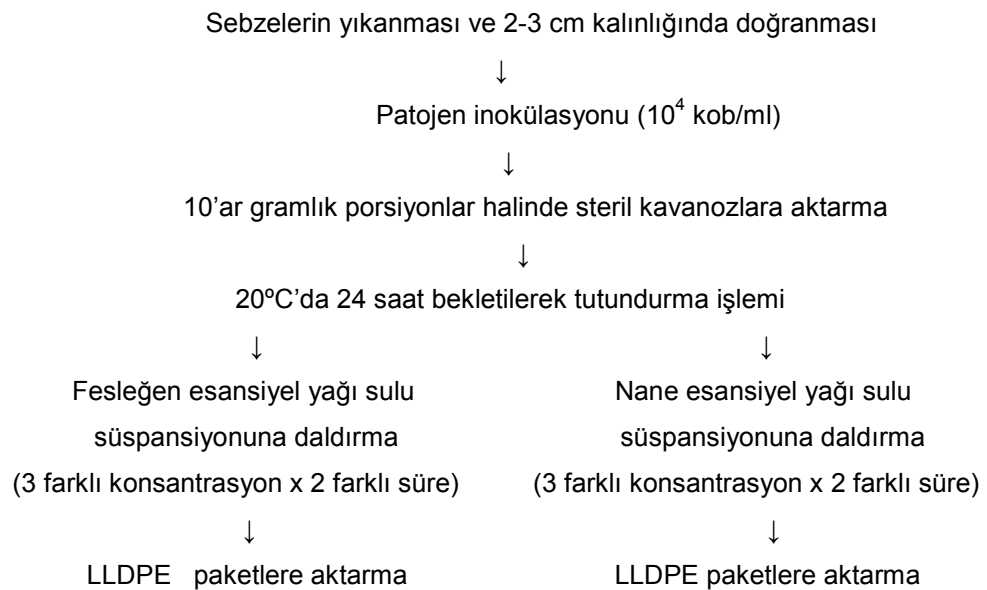 Sebzelerin yıkanması ve 2-3 cm kalınlığında doğranması
↓
Patojen inokülasyonu (10⁴ kob/ml)
↓
10’ar gramlık porsiyonlar halinde steril kavanozlara aktarma
↓
20ºC’da 24 saat bekletilerek tutundurma işlemi
↓ ↓
Fesleğen esansiyel yağı sulu Nane esansiyel yağı sulu
süspansiyonuna daldırma süspansiyonuna daldırma
(3 farklı konsantrasyon x 2 farklı süre) (3 farklı konsantrasyon x 2 farklı süre)
↓ ↓
LLDPE paketlere aktarma LLDPE paketlere aktarma